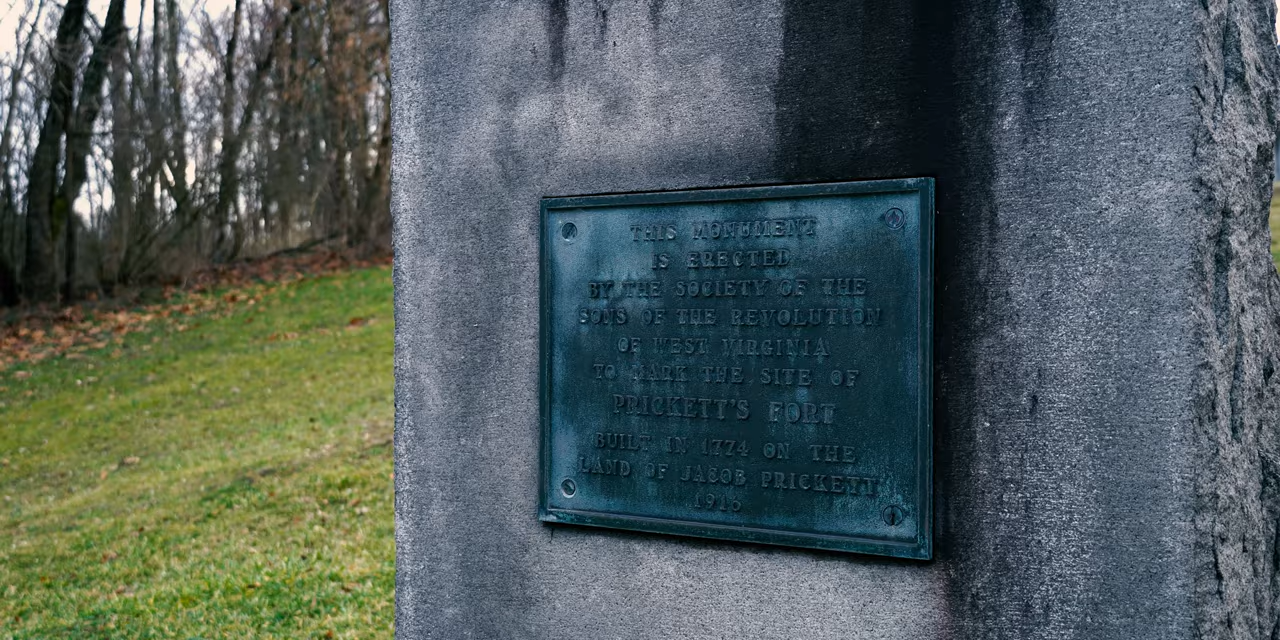 THIS MONUMENT
IS ERECTED
BY THE SOCIETY OF THE
SONS OF THE REVOLUTION
OF WEST VIRGINIA
TO MARK THE SITE OF
PRICKETT'S FORT
BUILT IN 1774 ON THE
LAND OF JACOB PRICKETT
1916